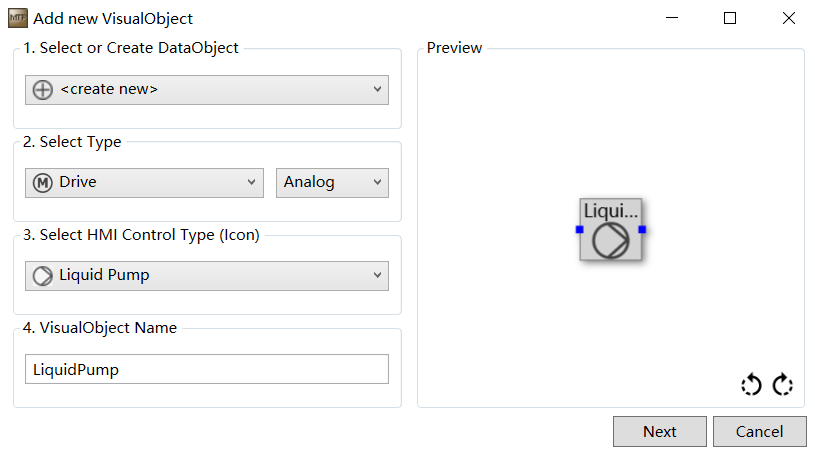 MTP Add new VisualObject
1. Select or Create DataObject
<create new>
2. Select Type
M Drive Analog
3. Select HMI Control Type (Icon)
Liquid Pump
4. VisualObject Name
LiquidPump
Preview
Liqui...
Next Cancel